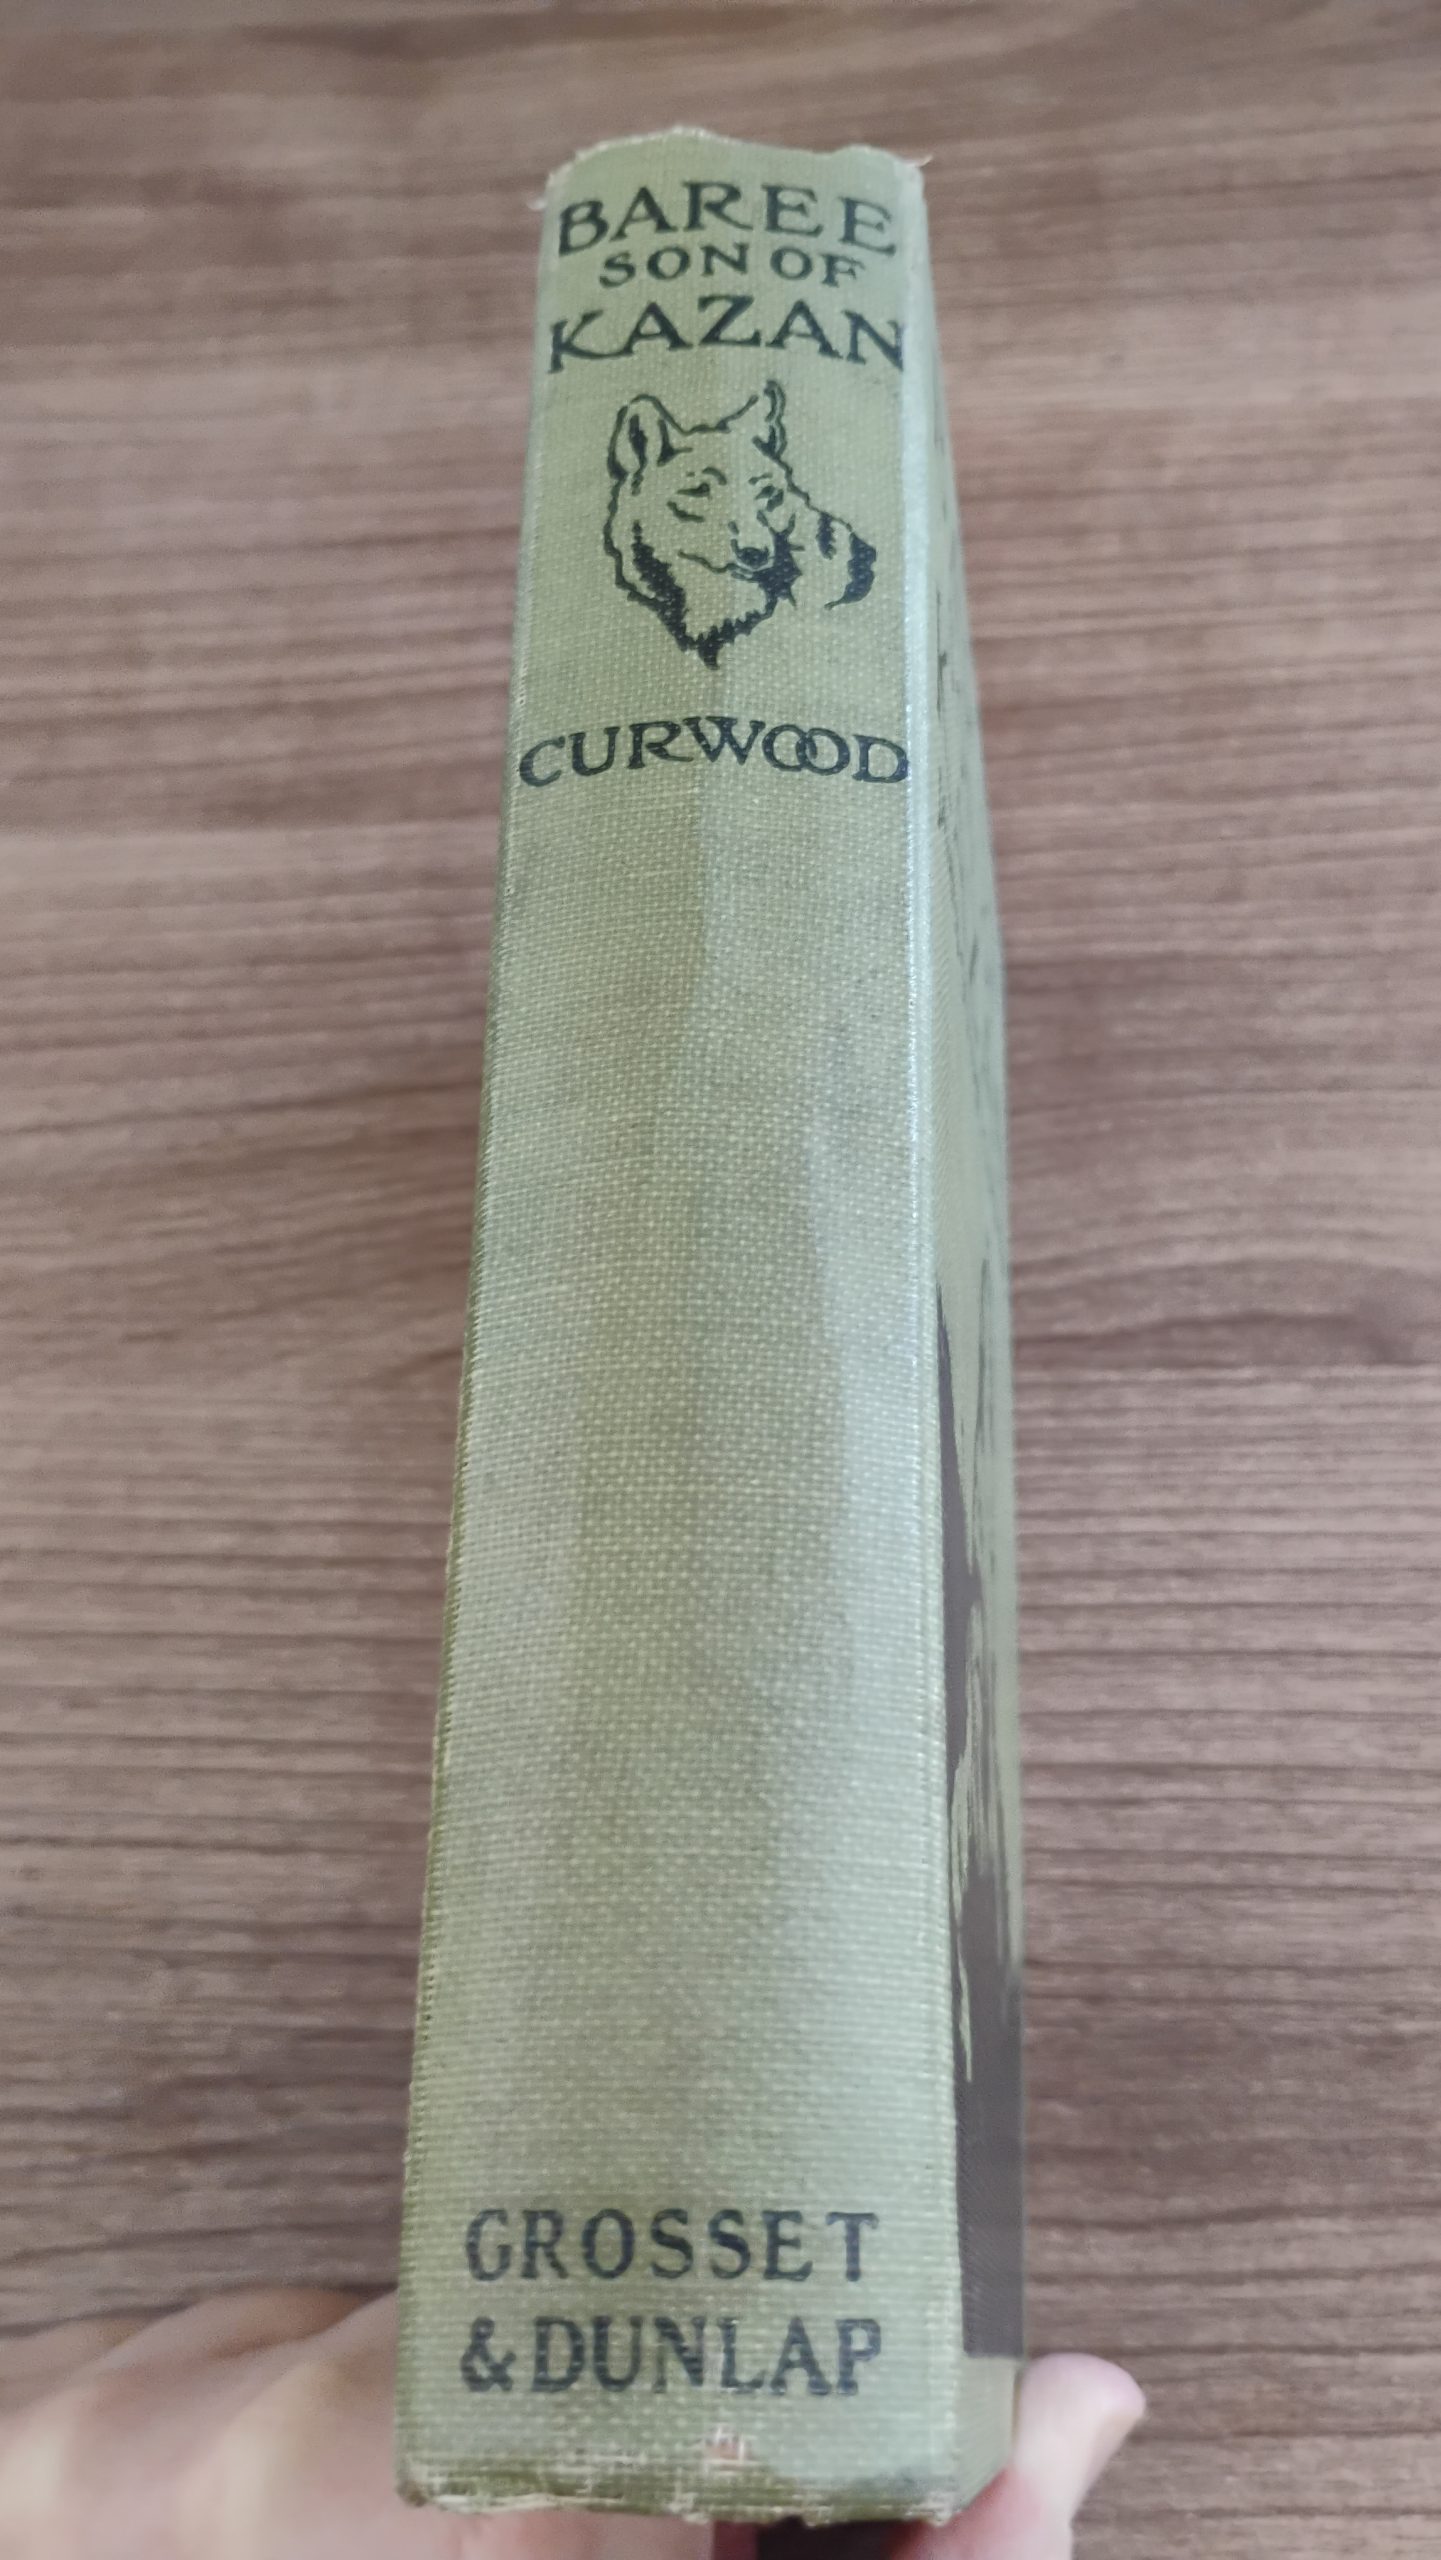 BAREE
SON OF
KAZAN
CURWOOD
GROSSET
& DUNLAP